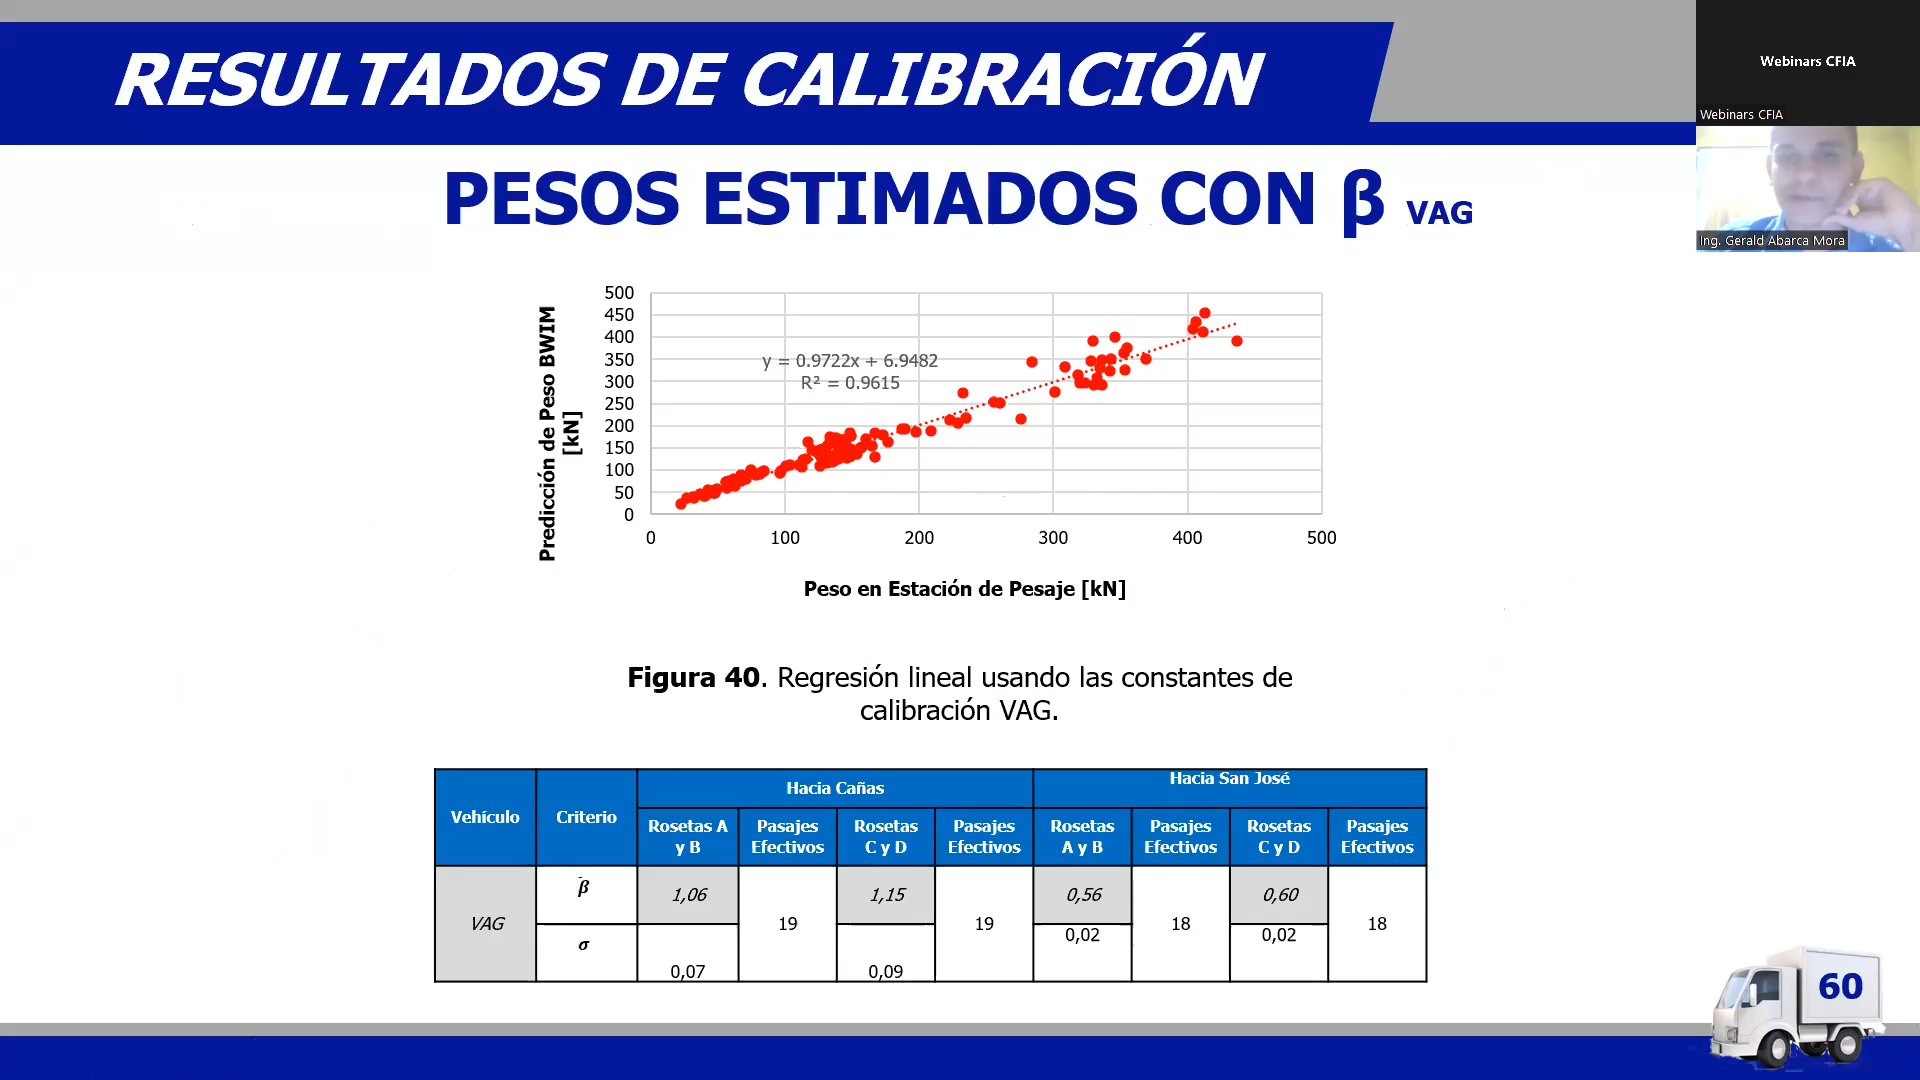 RESULTADOS DE CALIBRACIÓN
Webinars CFIA
Webinars CFIA
Ing. Gerald Abarca Mora
PESOS ESTIMADOS CON β VAG
Predicción de Peso BWIM
[kN]
500
450
400
350
300
250
200
150
100
50
0
y = 0.9722x + 6.9482
R² = 0.9615
0 100 200 300 400 500
Peso en Estación de Pesaje [kN]
Figura 40. Regresión lineal usando las constantes de
calibración VAG.
Vehículo Criterio Hacia Cañas Hacia San José
Rosetas A Pasajes Rosetas Pasajes Rosetas Pasajes Rosetas Pasajes
y B Efectivos C y D Efectivos A y B Efectivos C y D Efectivos
VAG
β̄ 1,06 19 1,15 19 0,56 18 0,60 18
σ 0,07 0,09 0,02 0,02
60